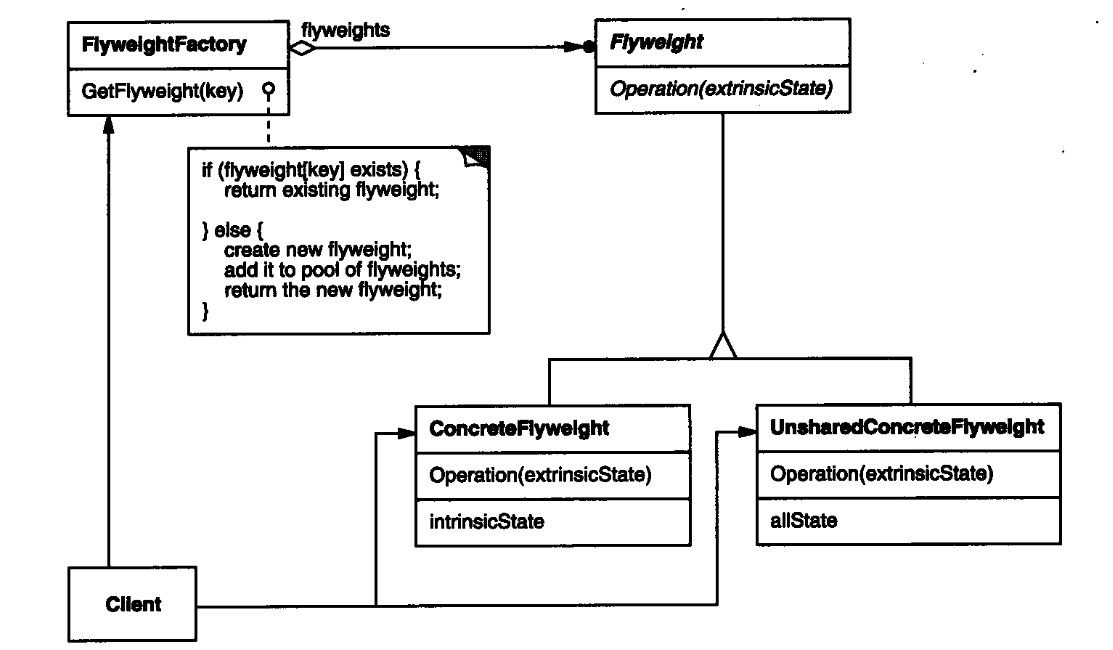 FlyweightFactory
GetFlyweight(key)
flyweights
Flyweight
Operation(extrinsicState)
if (flyweight[key] exists) {
return existing flyweight;
} else {
create new flyweight;
add it to pool of flyweights;
return the new flyweight;
}
ConcreteFlyweight
Operation(extrinsicState)
intrinsicState
UnsharedConcreteFlyweight
Operation(extrinsicState)
allState
Client